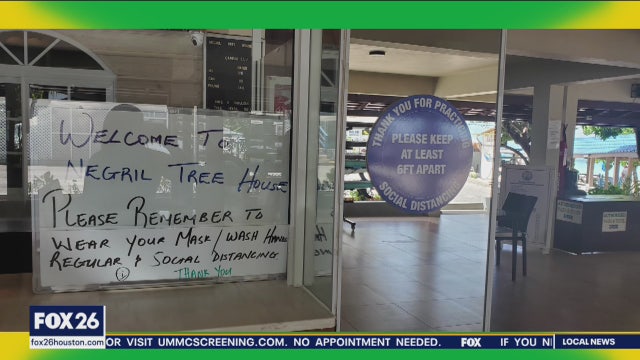 WELCOME TO
NEGRIL TREE HOUSE
PLEASE REMEMBER TO
WEAR YOUR MASK / WASH HANDS
REGULAR & SOCIAL DISTANCING
THANK YOU
THANK YOU FOR PRACTICING
PLEASE KEEP
AT LEAST
6FT APART
SOCIAL DISTANCING
FOX 26
fox26houston.com
OR VISIT UMMCSCREENING.COM. NO APPOINTMENT NEEDED. FOX IF YOU N
LOCAL NEWS